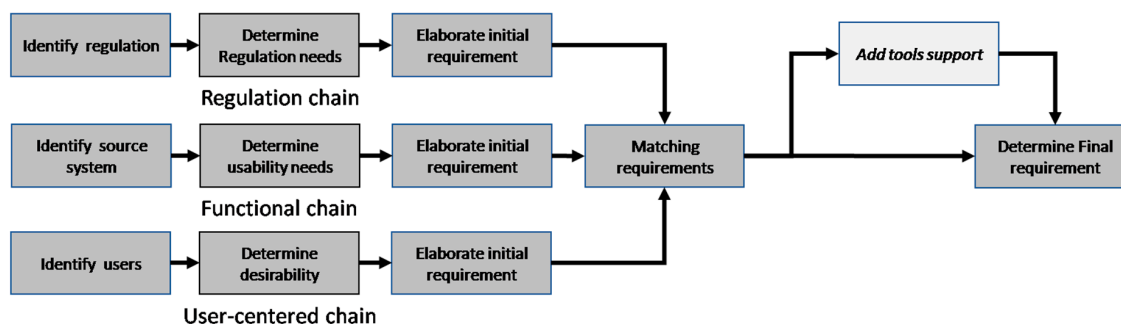 Identify regulation
Determine
Regulation needs
Elaborate initial
requirement
Regulation chain
Add tools support
Identify source
system
Determine
usability needs
Elaborate initial
requirement
Matching
requirements
Determine Final
requirement
Functional chain
Identify users
Determine
desirability
Elaborate initial
requirement
User-centered chain